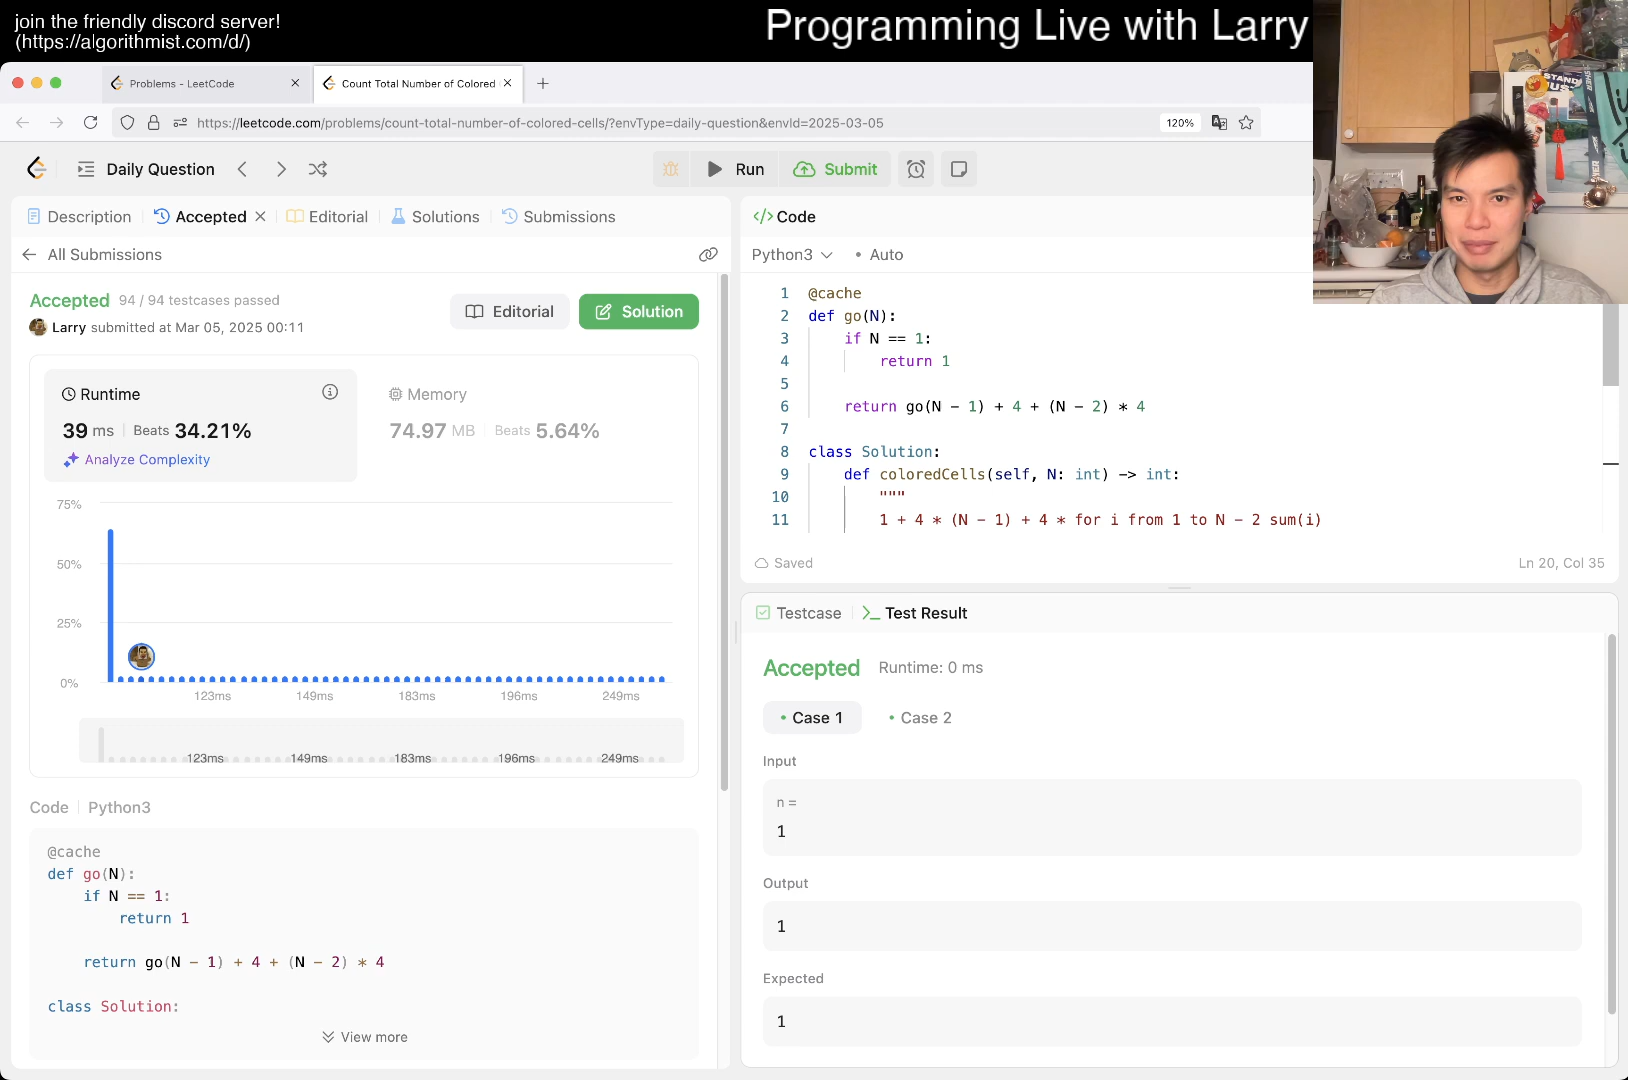 join the friendly discord server!
(https://algorithmist.com/d/)
Programming Live with Larry
Problems - LeetCode
Count Total Number of Colored
https://leetcode.com/problems/count-total-number-of-colored-cells/?envType=daily-question&envId=2025-03-05
120%
Daily Question
Run
Submit
Description
Accepted
Editorial
Solutions
Submissions
All Submissions
Accepted 94 / 94 testcases passed
Larry submitted at Mar 05, 2025 00:11
Editorial
Solution
Runtime
39 ms | Beats 34.21%
Analyze Complexity
Memory
74.97 MB | Beats 5.64%
75%
50%
25%
0%
123ms 149ms 183ms 196ms 249ms
123ms 149ms 183ms 196ms 249ms
Code | Python3
@cache
def go(N):
    if N == 1:
        return 1
    return go(N - 1) + 4 + (N - 2) * 4
class Solution:
View more
</> Code
Python3 • Auto
1 @cache
2 def go(N):
3     if N == 1:
4         return 1
5
6     return go(N - 1) + 4 + (N - 2) * 4
7
8 class Solution:
9     def coloredCells(self, N: int) -> int:
10         """
11         1 + 4 * (N - 1) + 4 * for i from 1 to N - 2 sum(i)
Saved
Ln 20, Col 35
Testcase
Test Result
Accepted Runtime: 0 ms
• Case 1 • Case 2
Input
n =
1
Output
1
Expected
1